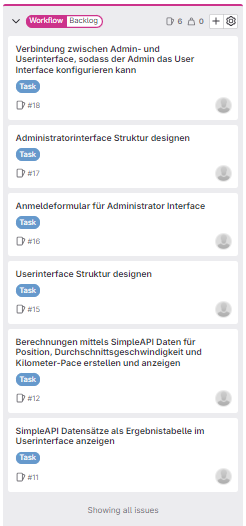 Workflow Backlog 6 0
Verbindung zwischen Admin- und
Userinterface, sodass der Admin das User
Interface konfigurieren kann
Task
#18
Administratorinterface Struktur designen
Task
#17
Anmeldeformular für Administrator Interface
Task
#16
Userinterface Struktur designen
Task
#15
Berechnungen mittels SimpleAPI Daten für
Position, Durchschnittsgeschwindigkeit und
Kilometer-Pace erstellen und anzeigen
Task
#12
SimpleAPI Datensätze als Ergebnistabelle im
Userinterface anzeigen
Task
#11
Showing all issues